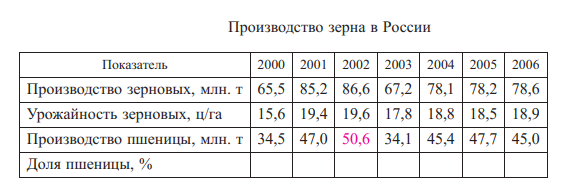 Производство зерна в России
Показатель 2000 2001 2002 2003 2004 2005 2006
Производство зерновых, млн. т 65,5 85,2 86,6 67,2 78,1 78,2 78,6
Урожайность зерновых, ц/га 15,6 19,4 19,6 17,8 18,8 18,5 18,9
Производство пшеницы, млн. т 34,5 47,0 50,6 34,1 45,4 47,7 45,0
Доля пшеницы, %